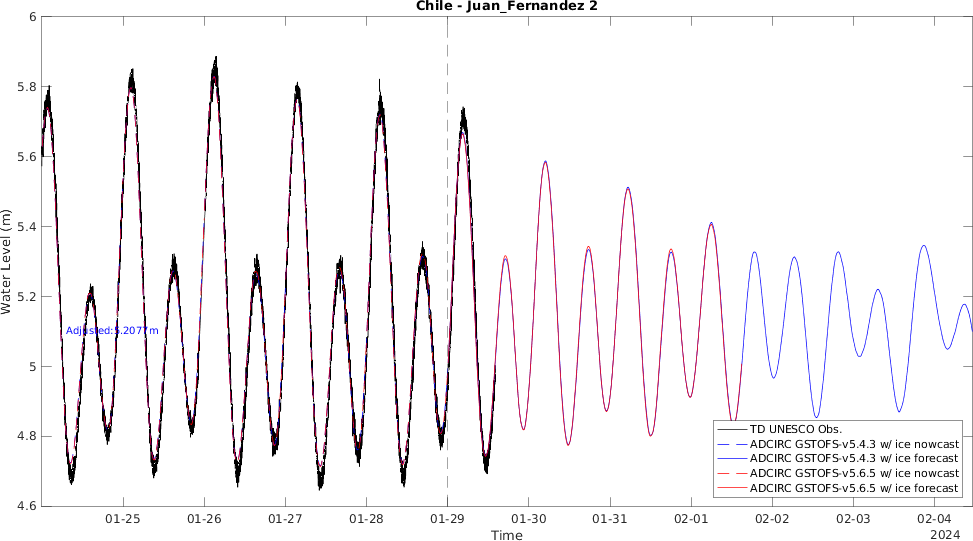 Chile - Juan_Fernandez 2
6
5.8
5.6
5.4
5.2
5
4.8
4.6
Water Level (m)
Adjusted:5.2077m
TD UNESCO Obs.
ADCIRC GSTOFS-v5.4.3 w/ ice nowcast
ADCIRC GSTOFS-v5.4.3 w/ ice forecast
ADCIRC GSTOFS-v5.6.5 w/ ice nowcast
ADCIRC GSTOFS-v5.6.5 w/ ice forecast
01-25 01-26 01-27 01-28 01-29 01-30 01-31 02-01 02-02 02-03 02-04
Time
2024